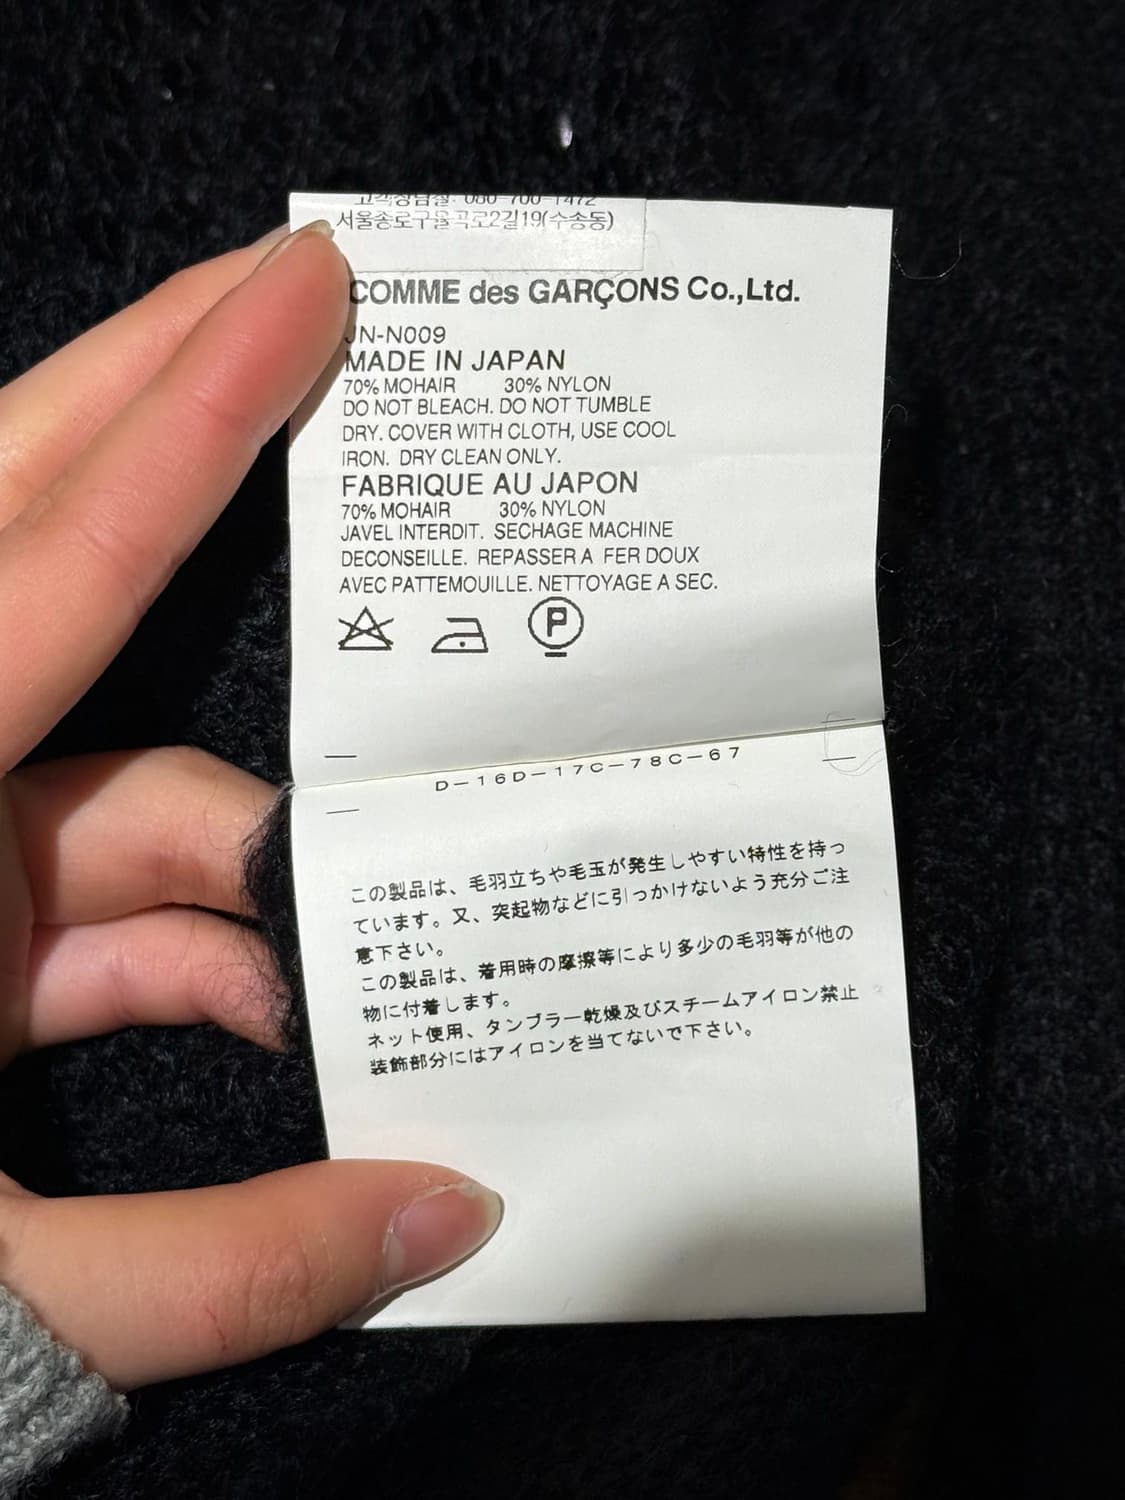 고객상담실: 080-700-1472
서울종로구율곡로2길19(수송동)
COMME des GARÇONS Co.,Ltd.
JN-N009
MADE IN JAPAN
70% MOHAIR 30% NYLON
DO NOT BLEACH. DO NOT TUMBLE
DRY. COVER WITH CLOTH, USE COOL
IRON. DRY CLEAN ONLY.
FABRIQUE AU JAPON
70% MOHAIR 30% NYLON
JAVEL INTERDIT. SECHAGE MACHINE
DECONSEILLE. REPASSER A FER DOUX
AVEC PATTEMOUILLE. NETTOYAGE A SEC.
P
D-16D-17C-78C-67
この製品は、毛羽立ちや毛玉が発生しやすい特性を持っ
ています。又、突起物などに引っかけないよう充分ご注
意下さい。
この製品は、着用時の摩擦等により多少の毛羽等が他の
物に付着します。
ネット使用、タンブラー乾燥及びスチームアイロン禁止
装飾部分にはアイロンを当てないで下さい。